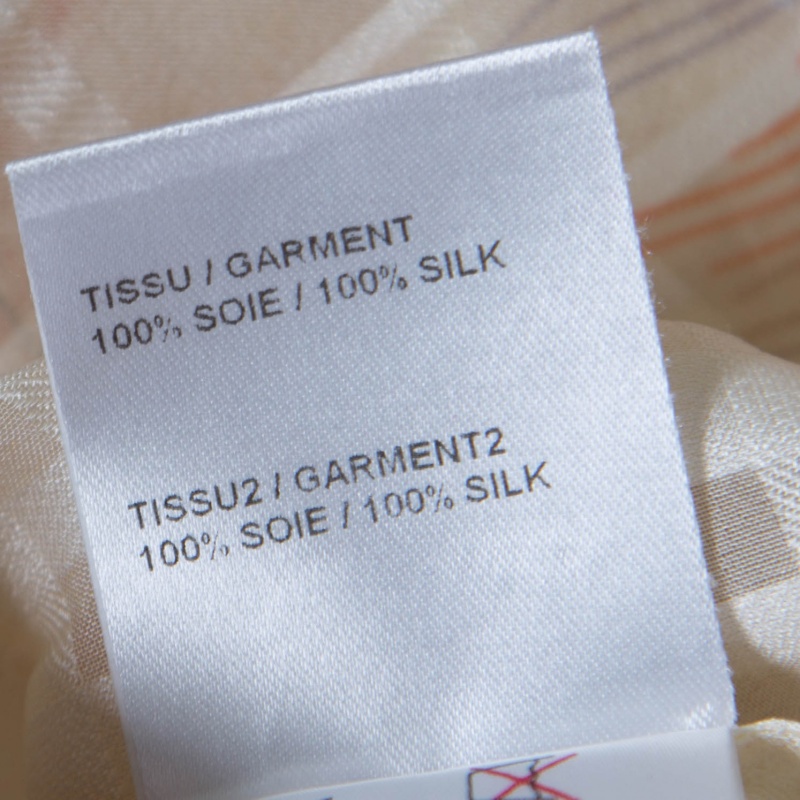 TISSU / GARMENT
100% SOIE / 100% SILK
TISSU2 / GARMENT2
100% SOIE / 100% SILK